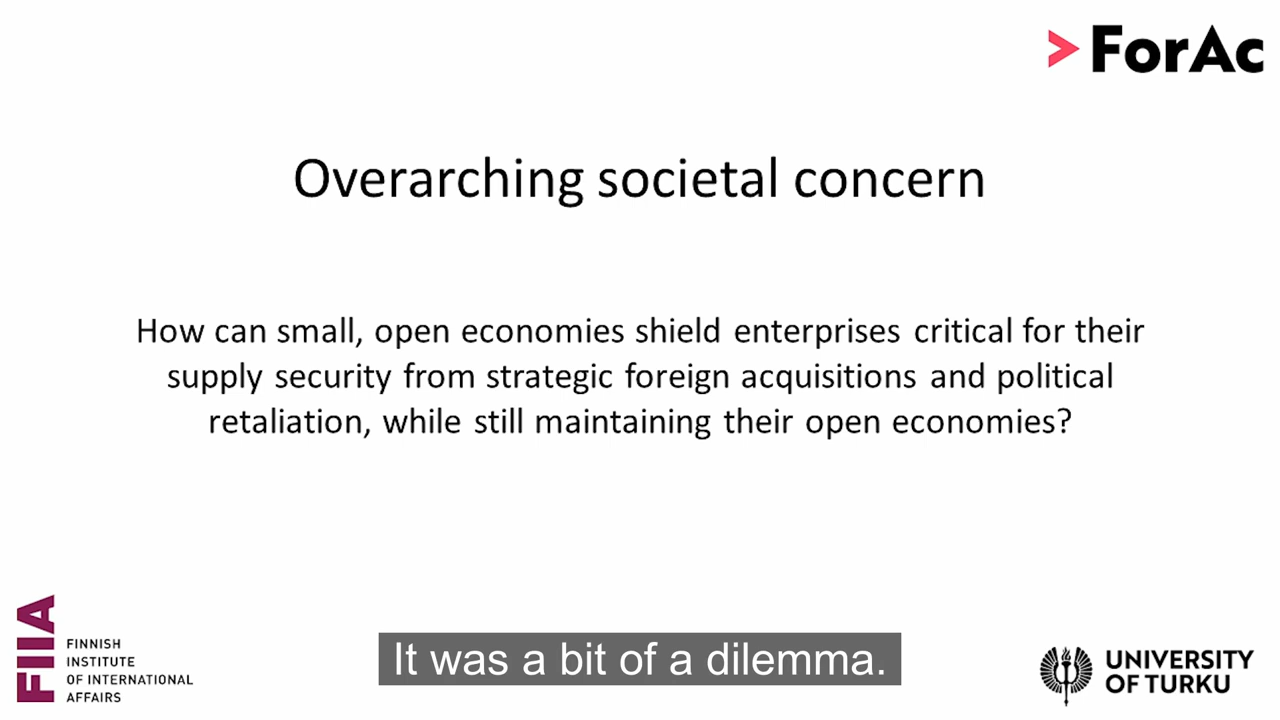 >ForAc
Overarching societal concern
How can small, open economies shield enterprises critical for their
supply security from strategic foreign acquisitions and political
retaliation, while still maintaining their open economies?
FIIA
FINNISH
INSTITUTE
OF INTERNATIONAL
AFFAIRS
It was a bit of a dilemma.
UNIVERSITY
OF TURKU